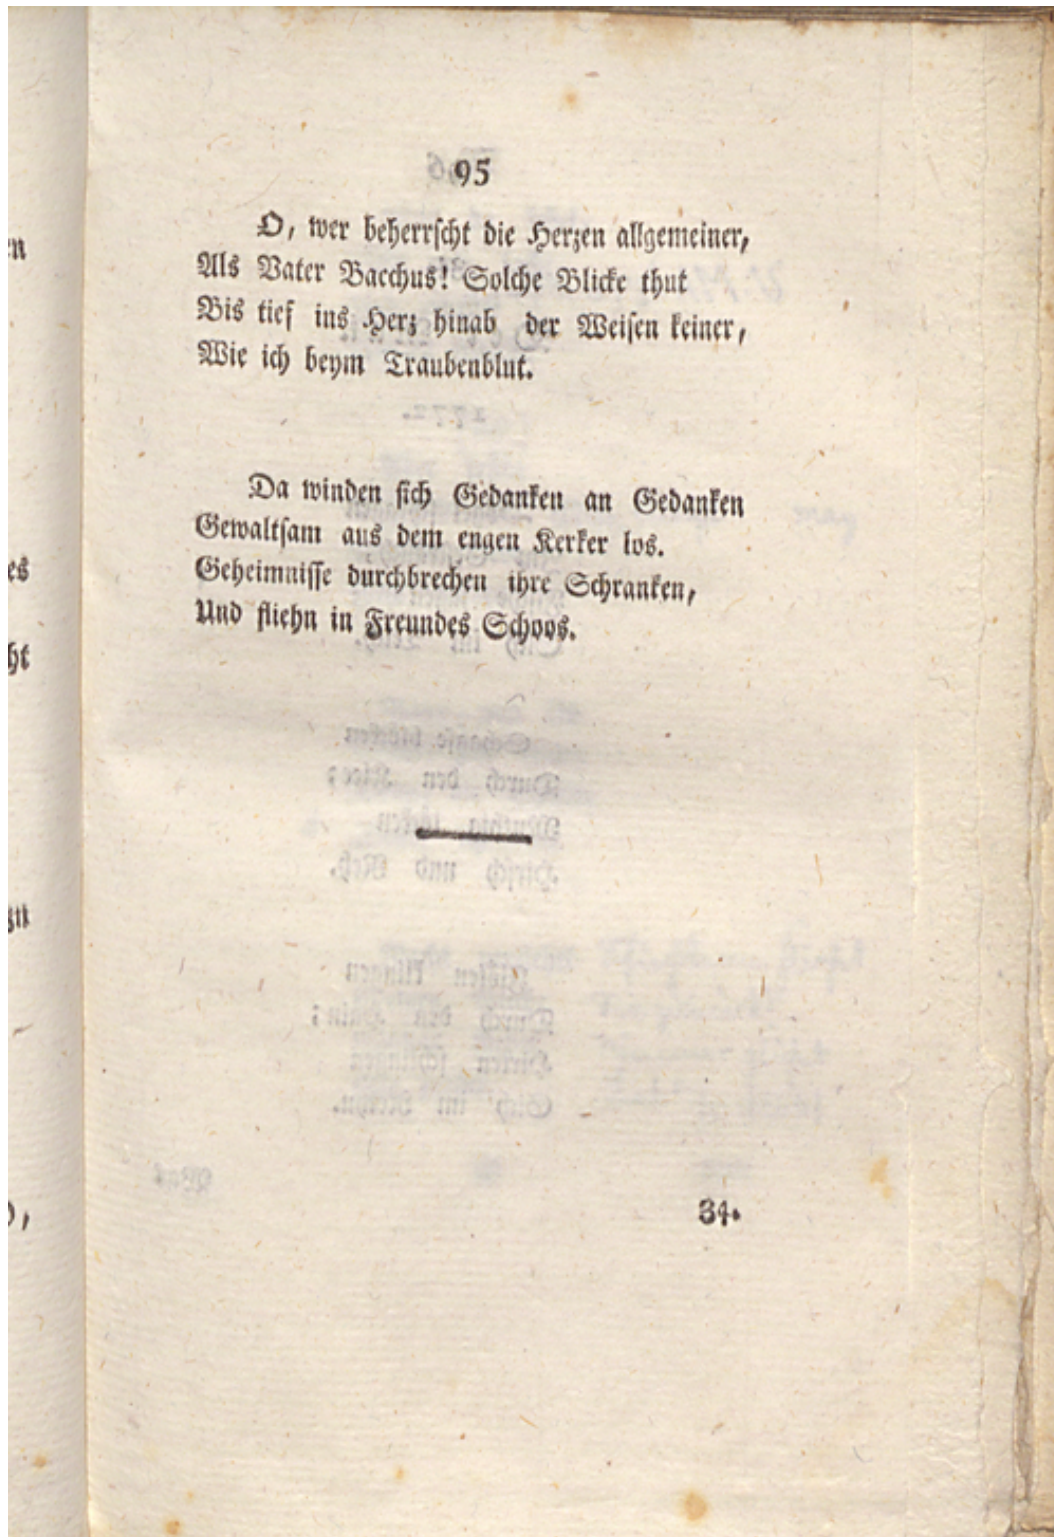 95
O, wer beherrscht die Herzen allgemeiner,
Als Vater Bacchus! Solche Blicke thut
Bis tief ins Herz hinab der Weisen keiner,
Wie ich beym Traubenblut.
Da winden sich Gedanken an Gedanken
Gewaltsam aus dem engen Kerker los.
Geheimnisse durchbrechen ihre Schranken,
Und fliehn in Freundes Schoos.
34.